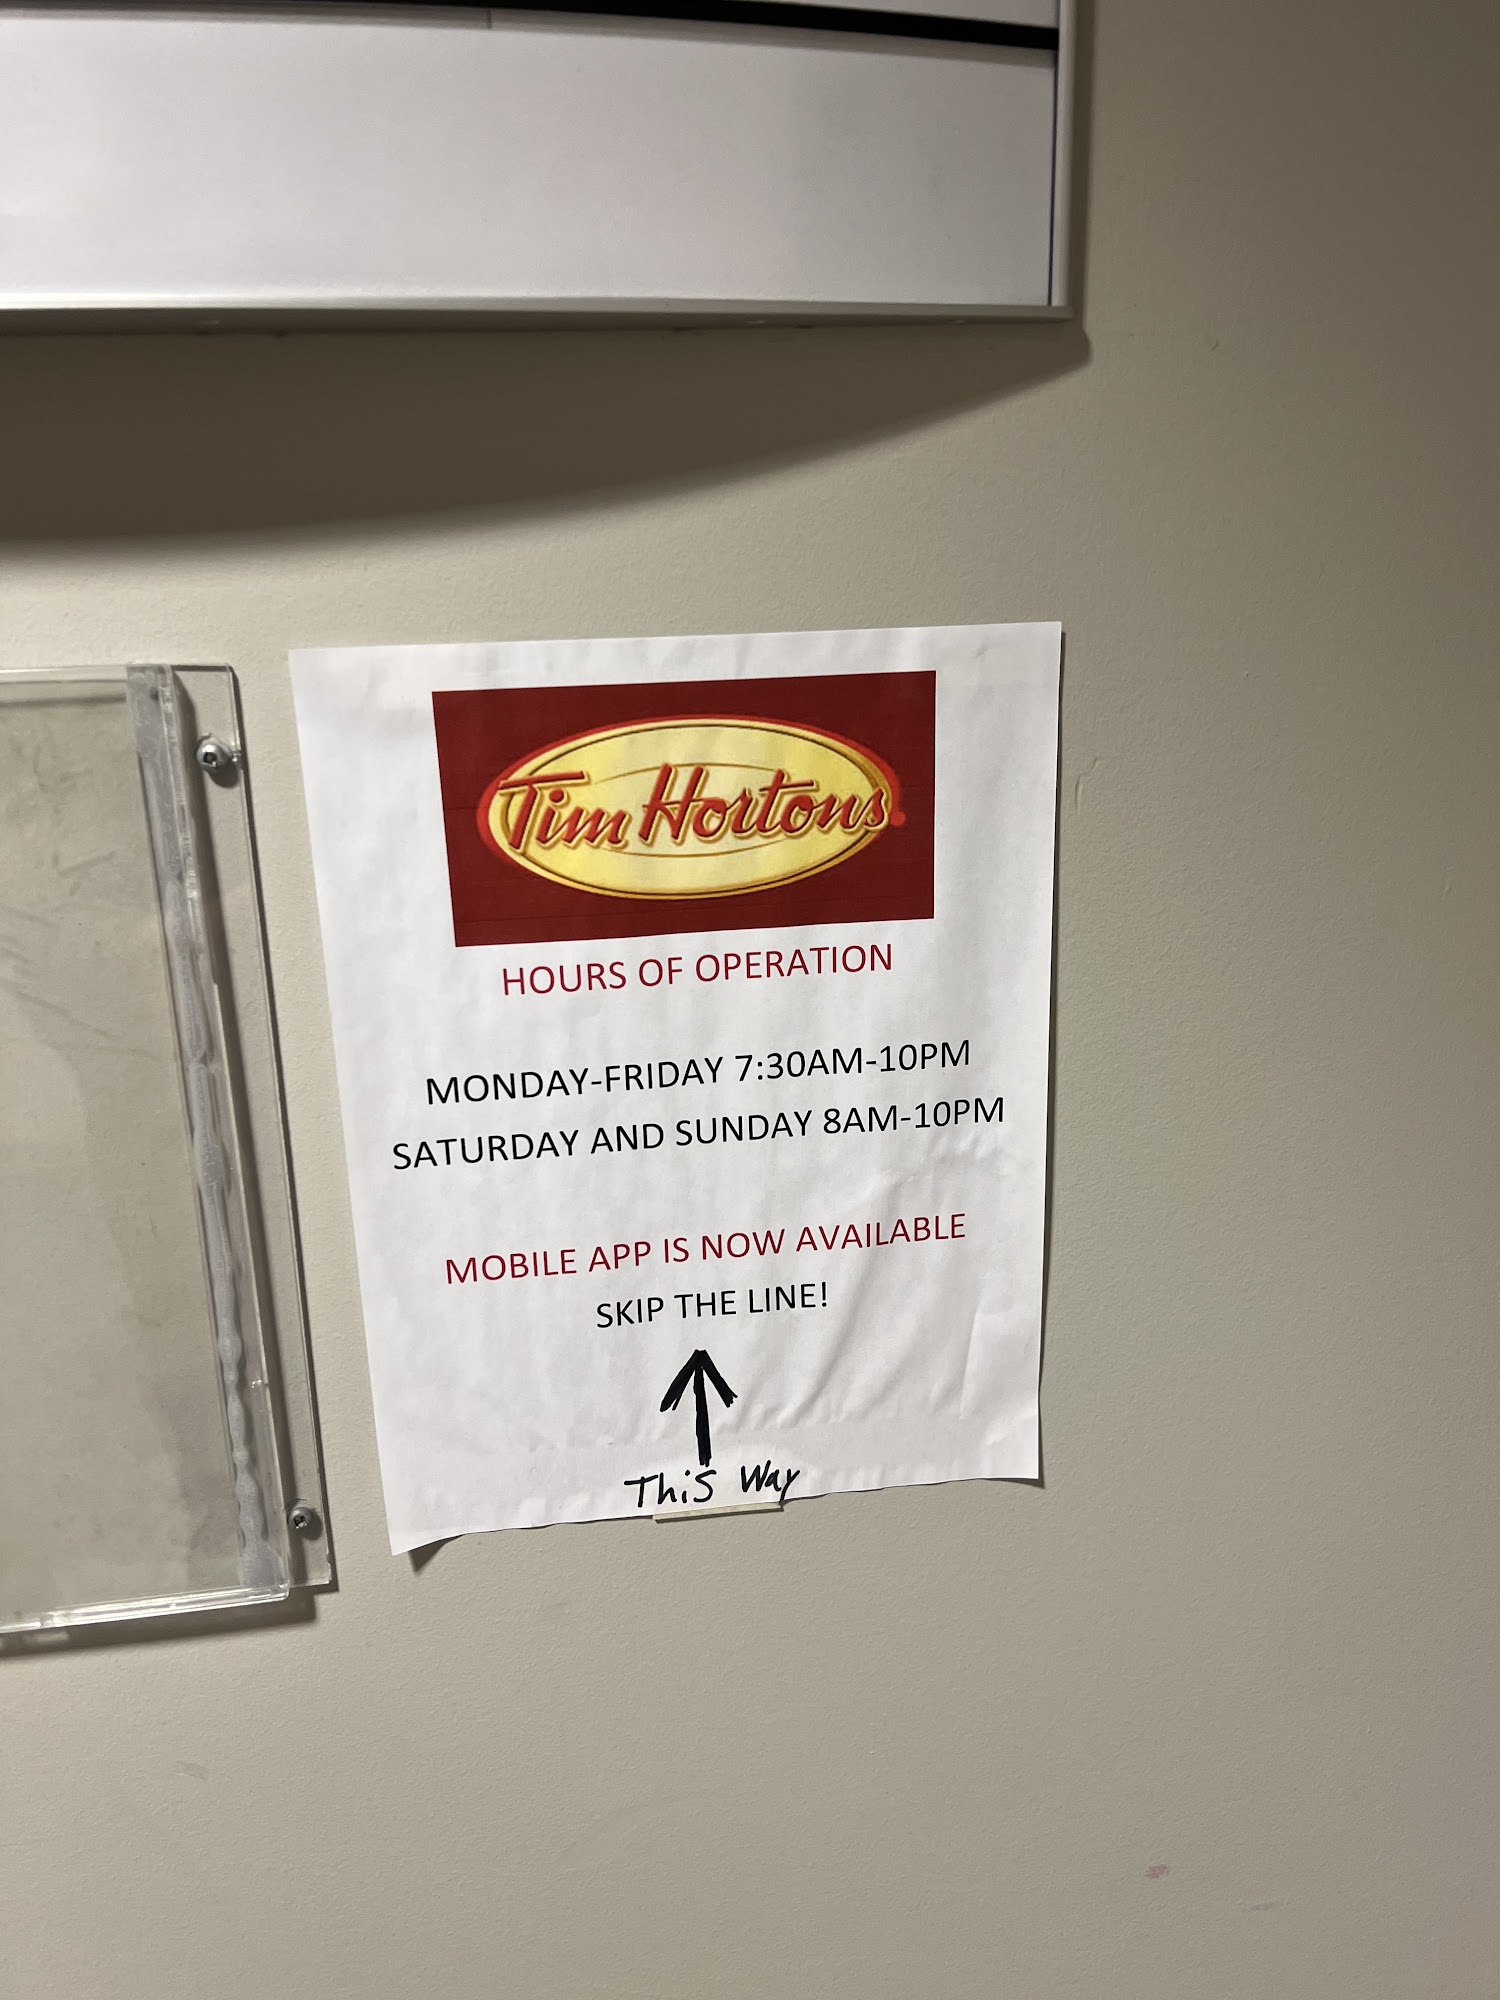 Tim Hortons
HOURS OF OPERATION
MONDAY-FRIDAY 7:30AM-10PM
SATURDAY AND SUNDAY 8AM-10PM
MOBILE APP IS NOW AVAILABLE
SKIP THE LINE!
This Way